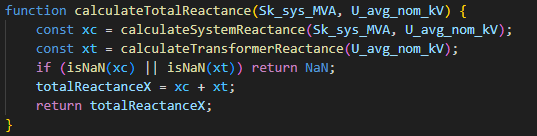 function calculateTotalReactance(Sk_sys_MVA, U_avg_nom_kV) {
    const xc = calculateSystemReactance(Sk_sys_MVA, U_avg_nom_kV);
    const xt = calculateTransformerReactance(U_avg_nom_kV);
    if (isNaN(xc) || isNaN(xt)) return NaN;
    totalReactanceX = xc + xt;
    return totalReactanceX;
}